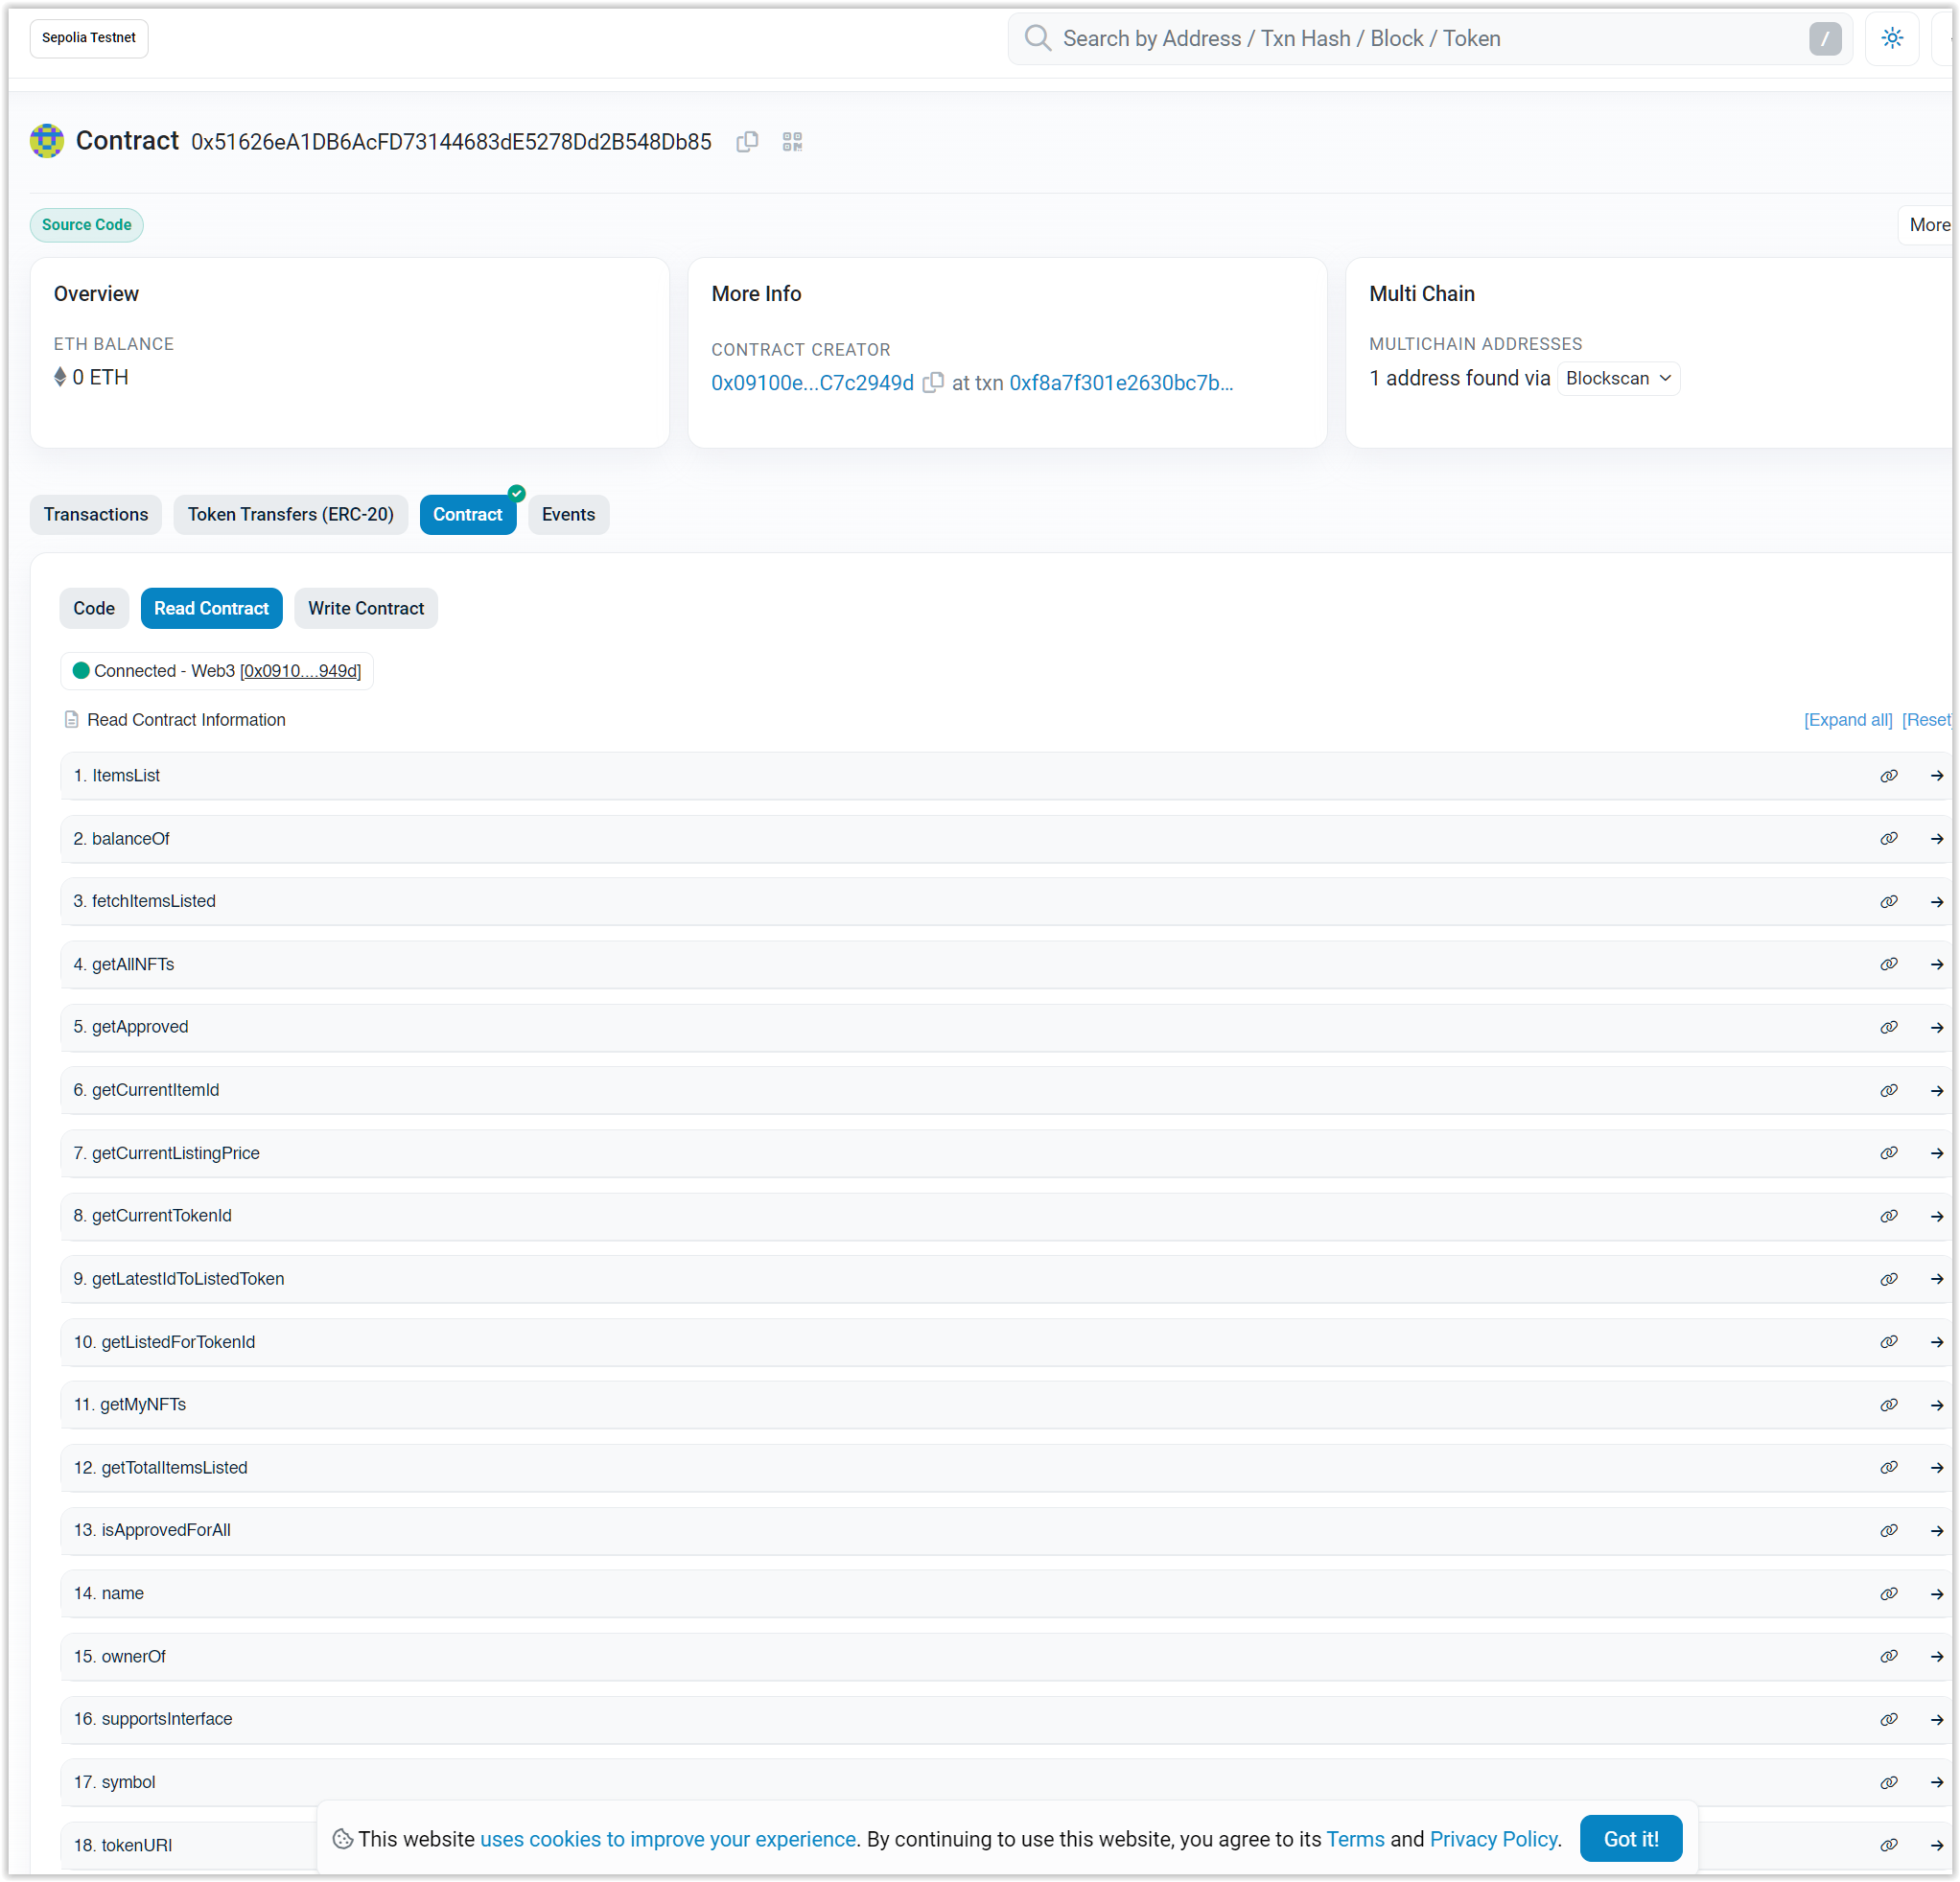 Sepolia Testnet
Search by Address / Txn Hash / Block / Token
/
Contract 0x51626eA1DB6AcFD73144683dE5278Dd2B548Db85
Source Code
More
Overview
ETH BALANCE
0 ETH
More Info
CONTRACT CREATOR
0x09100e...C7c2949d at txn 0xf8a7f301e2630bc7b...
Multi Chain
MULTICHAIN ADDRESSES
1 address found via Blockscan
Transactions
Token Transfers (ERC-20)
Contract
Events
Code
Read Contract
Write Contract
Connected - Web3 [0x0910....949d]
Read Contract Information
[Expand all] [Reset]
1. ItemsList
2. balanceOf
3. fetchItemsListed
4. getAllNFTs
5. getApproved
6. getCurrentItemId
7. getCurrentListingPrice
8. getCurrentTokenId
9. getLatestIdToListedToken
10. getListedForTokenId
11. getMyNFTs
12. getTotalItemsListed
13. isApprovedForAll
14. name
15. ownerOf
16. supportsInterface
17. symbol
18. tokenURI
This website uses cookies to improve your experience. By continuing to use this website, you agree to its Terms and Privacy Policy.
Got it!